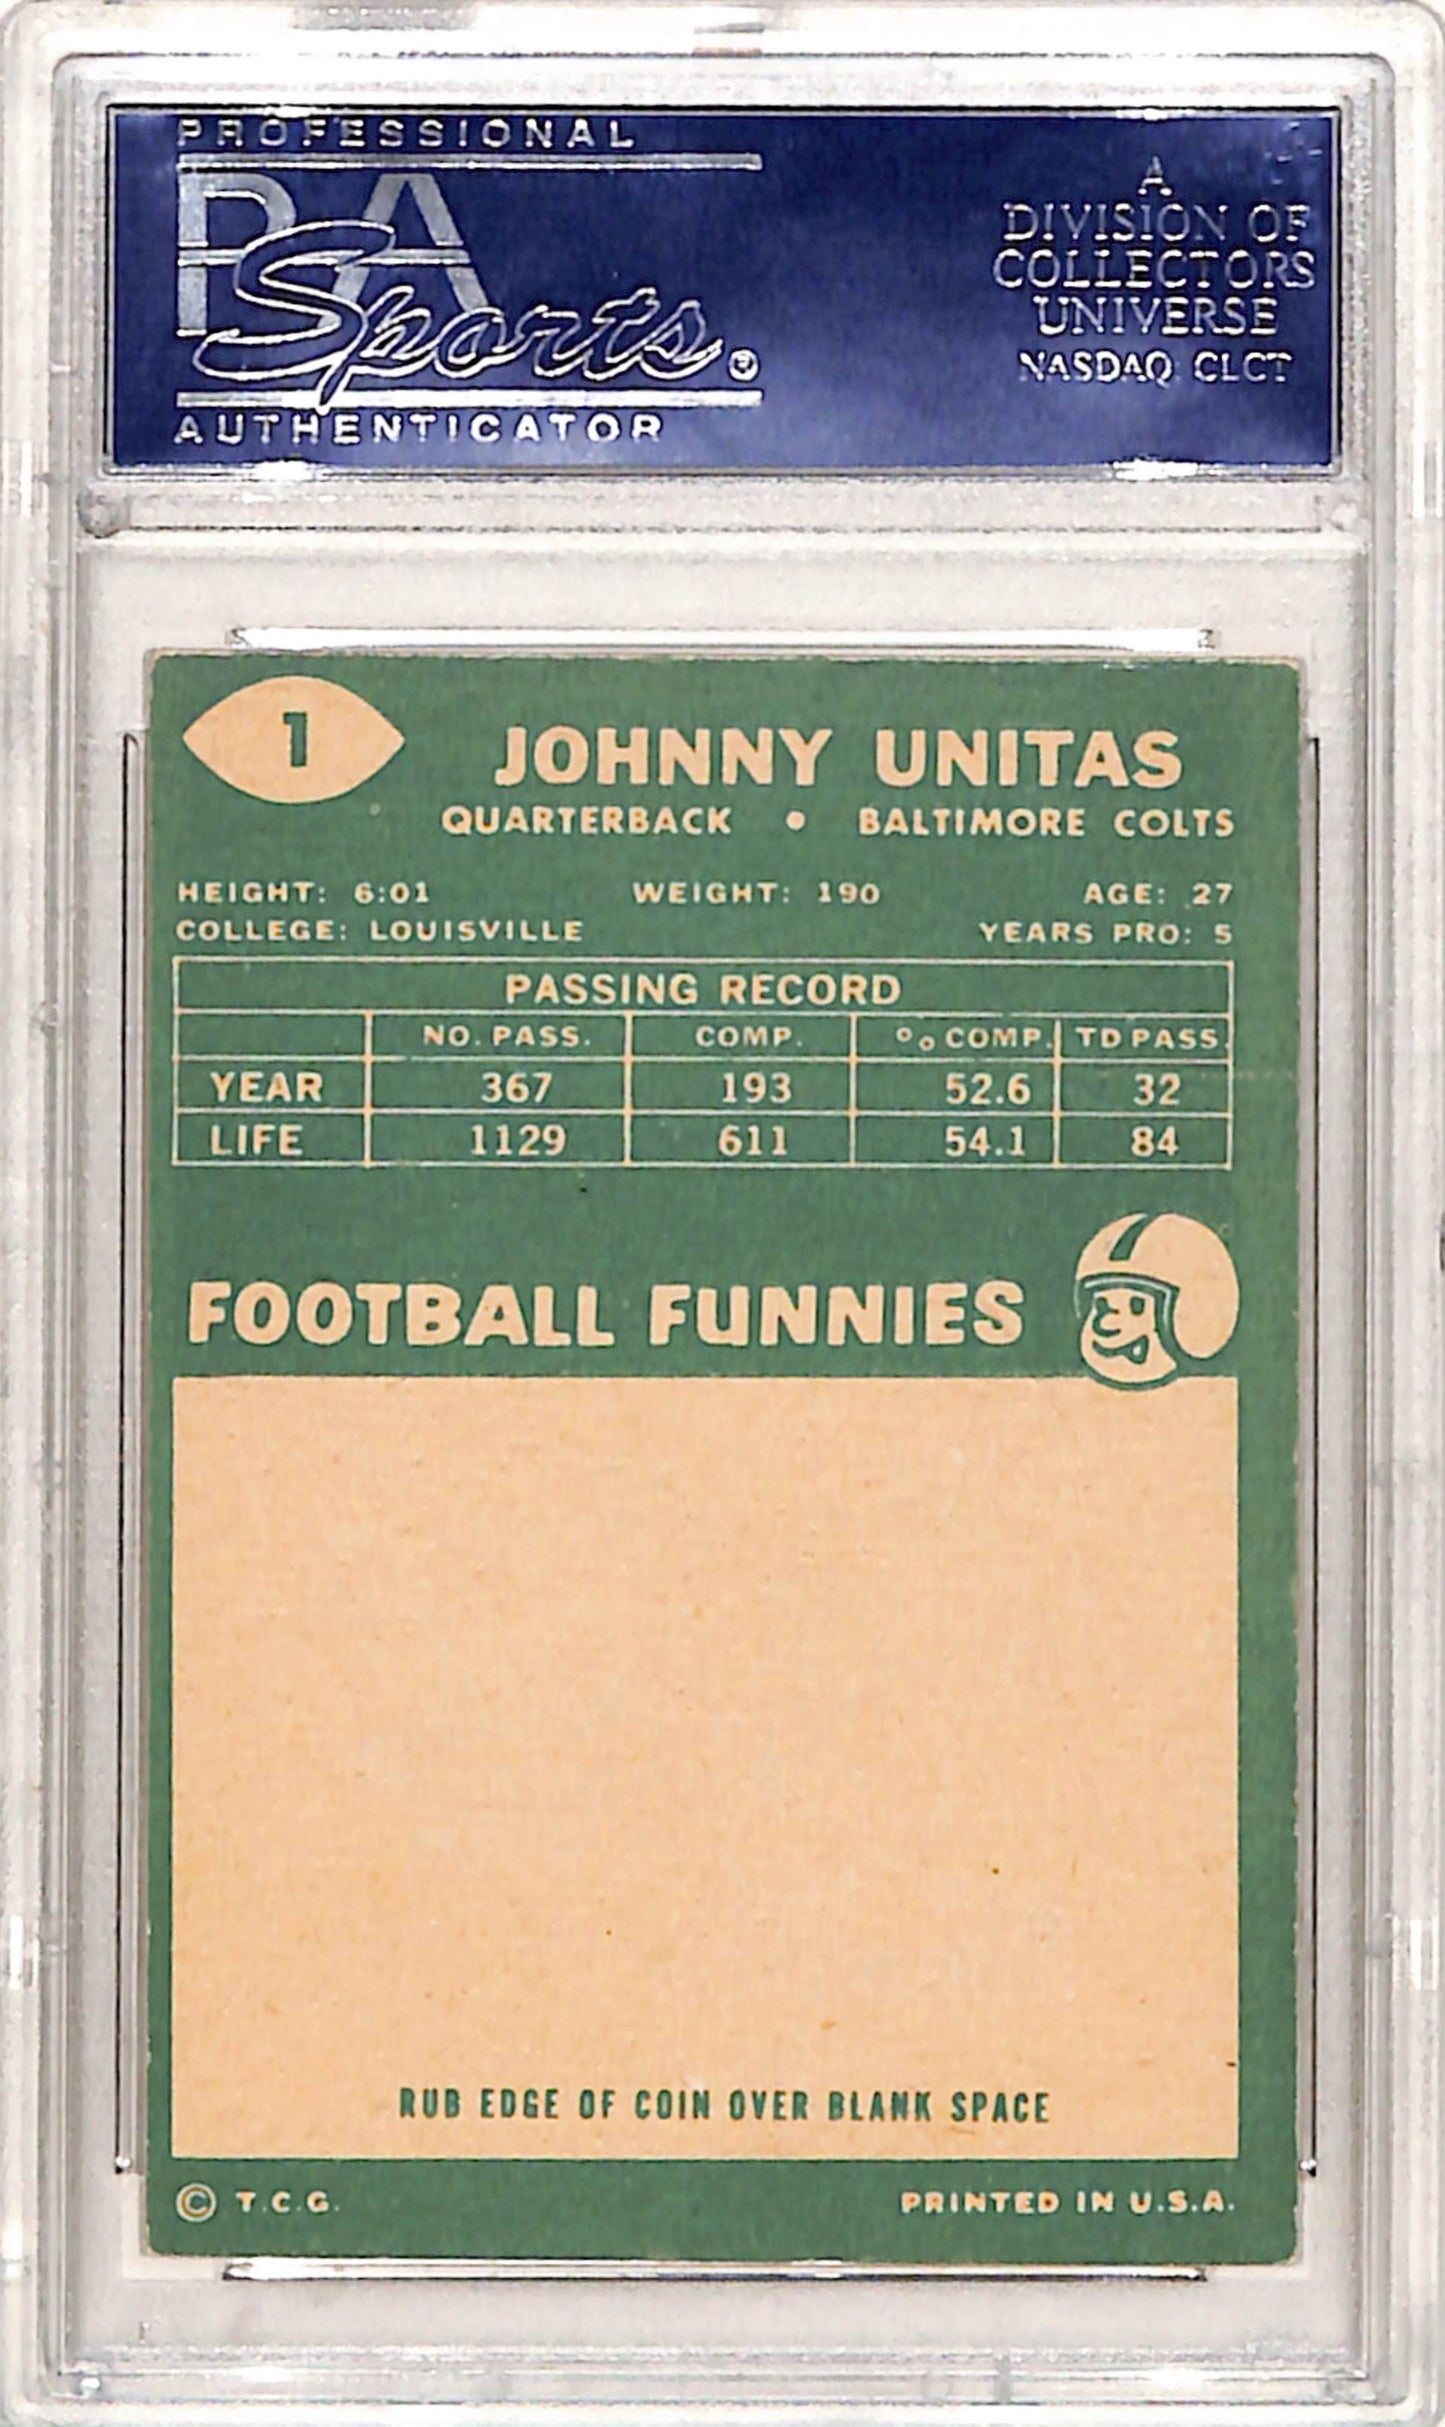 PROFESSIONAL
PSA
Sports®
AUTHENTICATOR
A
DIVISION OF
COLLECTORS
UNIVERSE
NASDAQ: CLCT
1
JOHNNY UNITAS
QUARTERBACK • BALTIMORE COLTS
HEIGHT: 6:01 WEIGHT: 190 AGE: 27
COLLEGE: LOUISVILLE YEARS PRO: 5
PASSING RECORD
NO. PASS. COMP. % COMP. TD PASS.
YEAR 367 193 52.6 32
LIFE 1129 611 54.1 84
FOOTBALL FUNNIES
RUB EDGE OF COIN OVER BLANK SPACE
© T.C.G. PRINTED IN U.S.A.